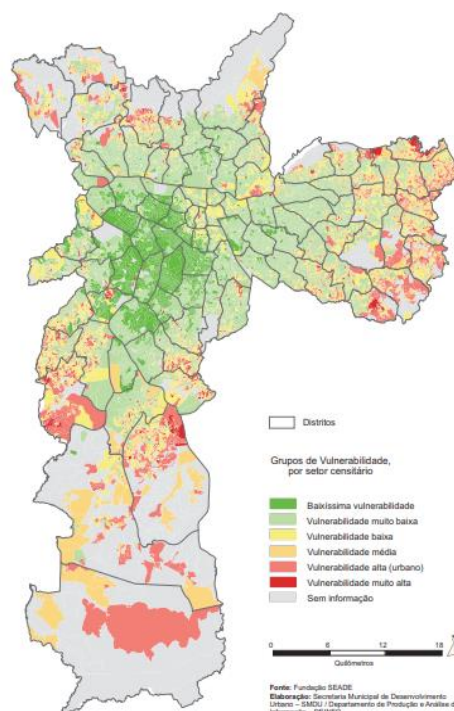 Distritos
Grupos de Vulnerabilidade,
por setor censitário
Baixíssima vulnerabilidade
Vulnerabilidade muito baixa
Vulnerabilidade baixa
Vulnerabilidade média
Vulnerabilidade alta (urbano)
Vulnerabilidade muito alta
Sem informação
0 6 12 18
Quilômetros
Fonte: Fundação SEADE
Elaboração: Secretaria Municipal de Desenvolvimento
Urbano – SMDU / Departamento de Produção e Análise d